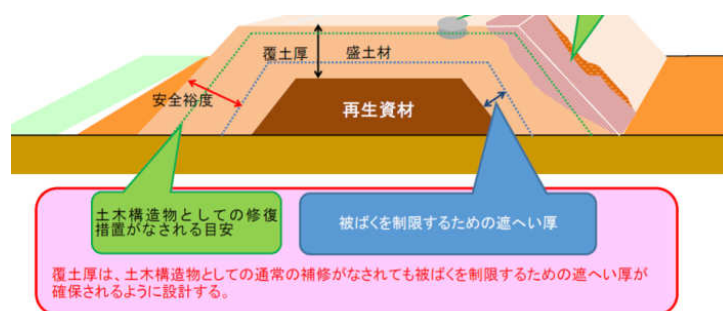 覆土厚
盛土材
安全裕度
再生資材
土木構造物としての修復
措置がなされる目安
被ばくを制限するための遮へい厚
覆土厚は、土木構造物としての通常の補修がなされても被ばくを制限するための遮へい厚が
確保されるように設計する。